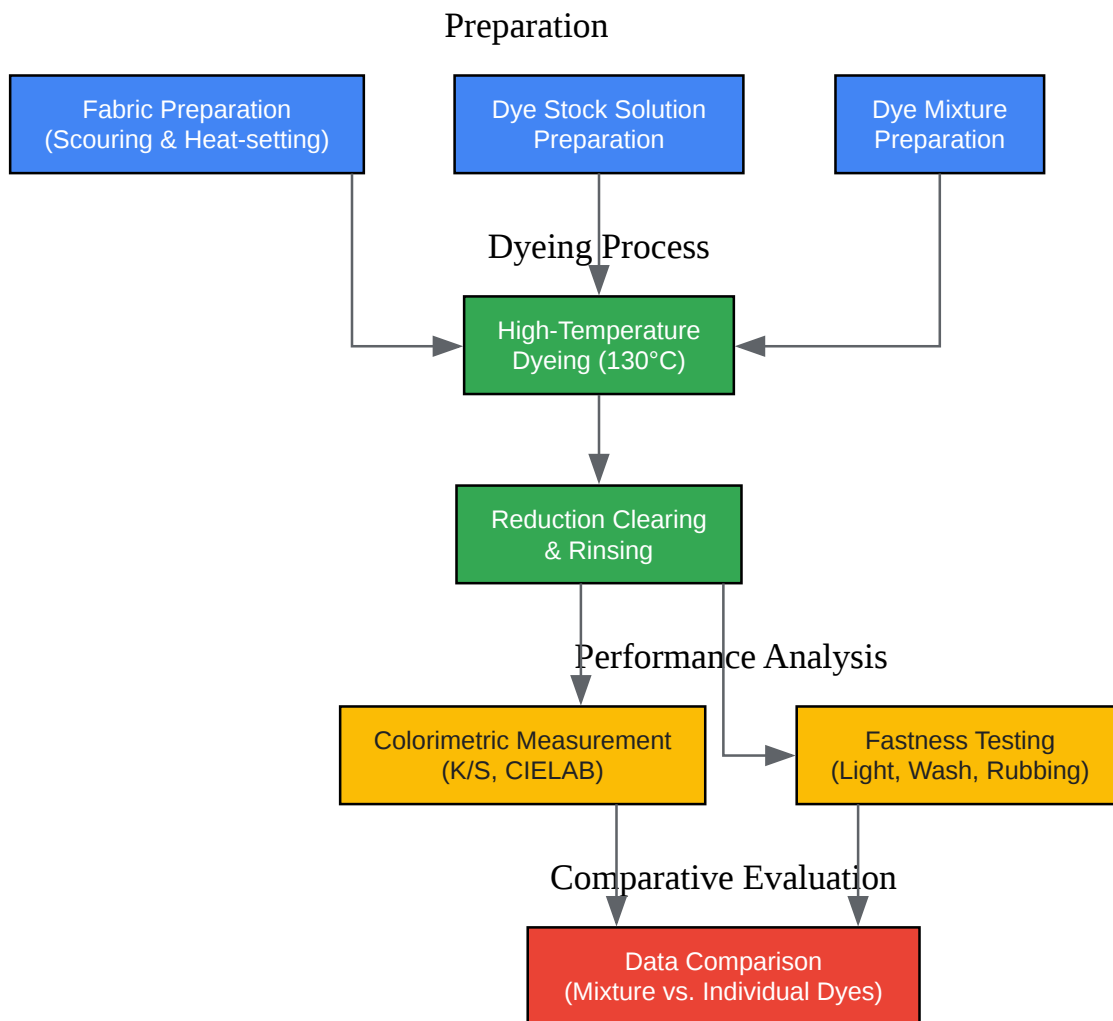 Preparation
Fabric Preparation
(Scouring & Heat-setting)
Dye Stock Solution
Preparation
Dye Mixture
Preparation
Dyeing Process
High-Temperature
Dyeing (130°C)
Reduction Clearing
& Rinsing
Performance Analysis
Colorimetric Measurement
(K/S, CIELAB)
Fastness Testing
(Light, Wash, Rubbing)
Comparative Evaluation
Data Comparison
(Mixture vs. Individual Dyes)